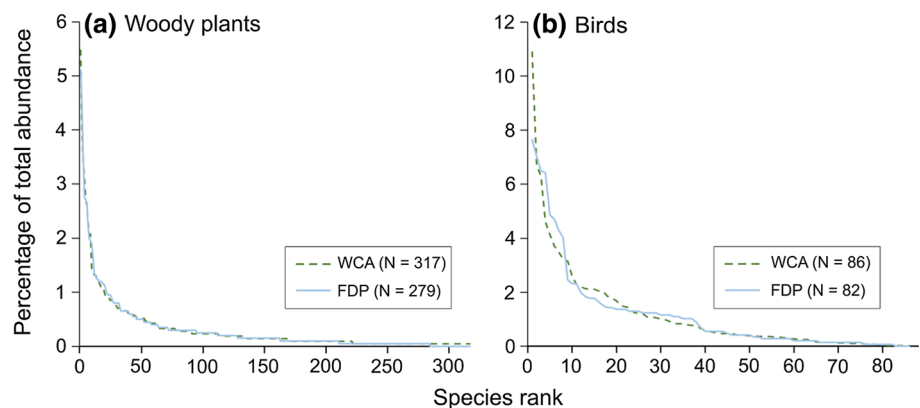 (a) Woody plants
(b) Birds
Percentage of total abundance
6
5
4
3
2
1
0
WCA (N = 317)
FDP (N = 279)
0 50 100 150 200 250 300
12
10
8
6
4
2
0
WCA (N = 86)
FDP (N = 82)
0 10 20 30 40 50 60 70 80
Species rank